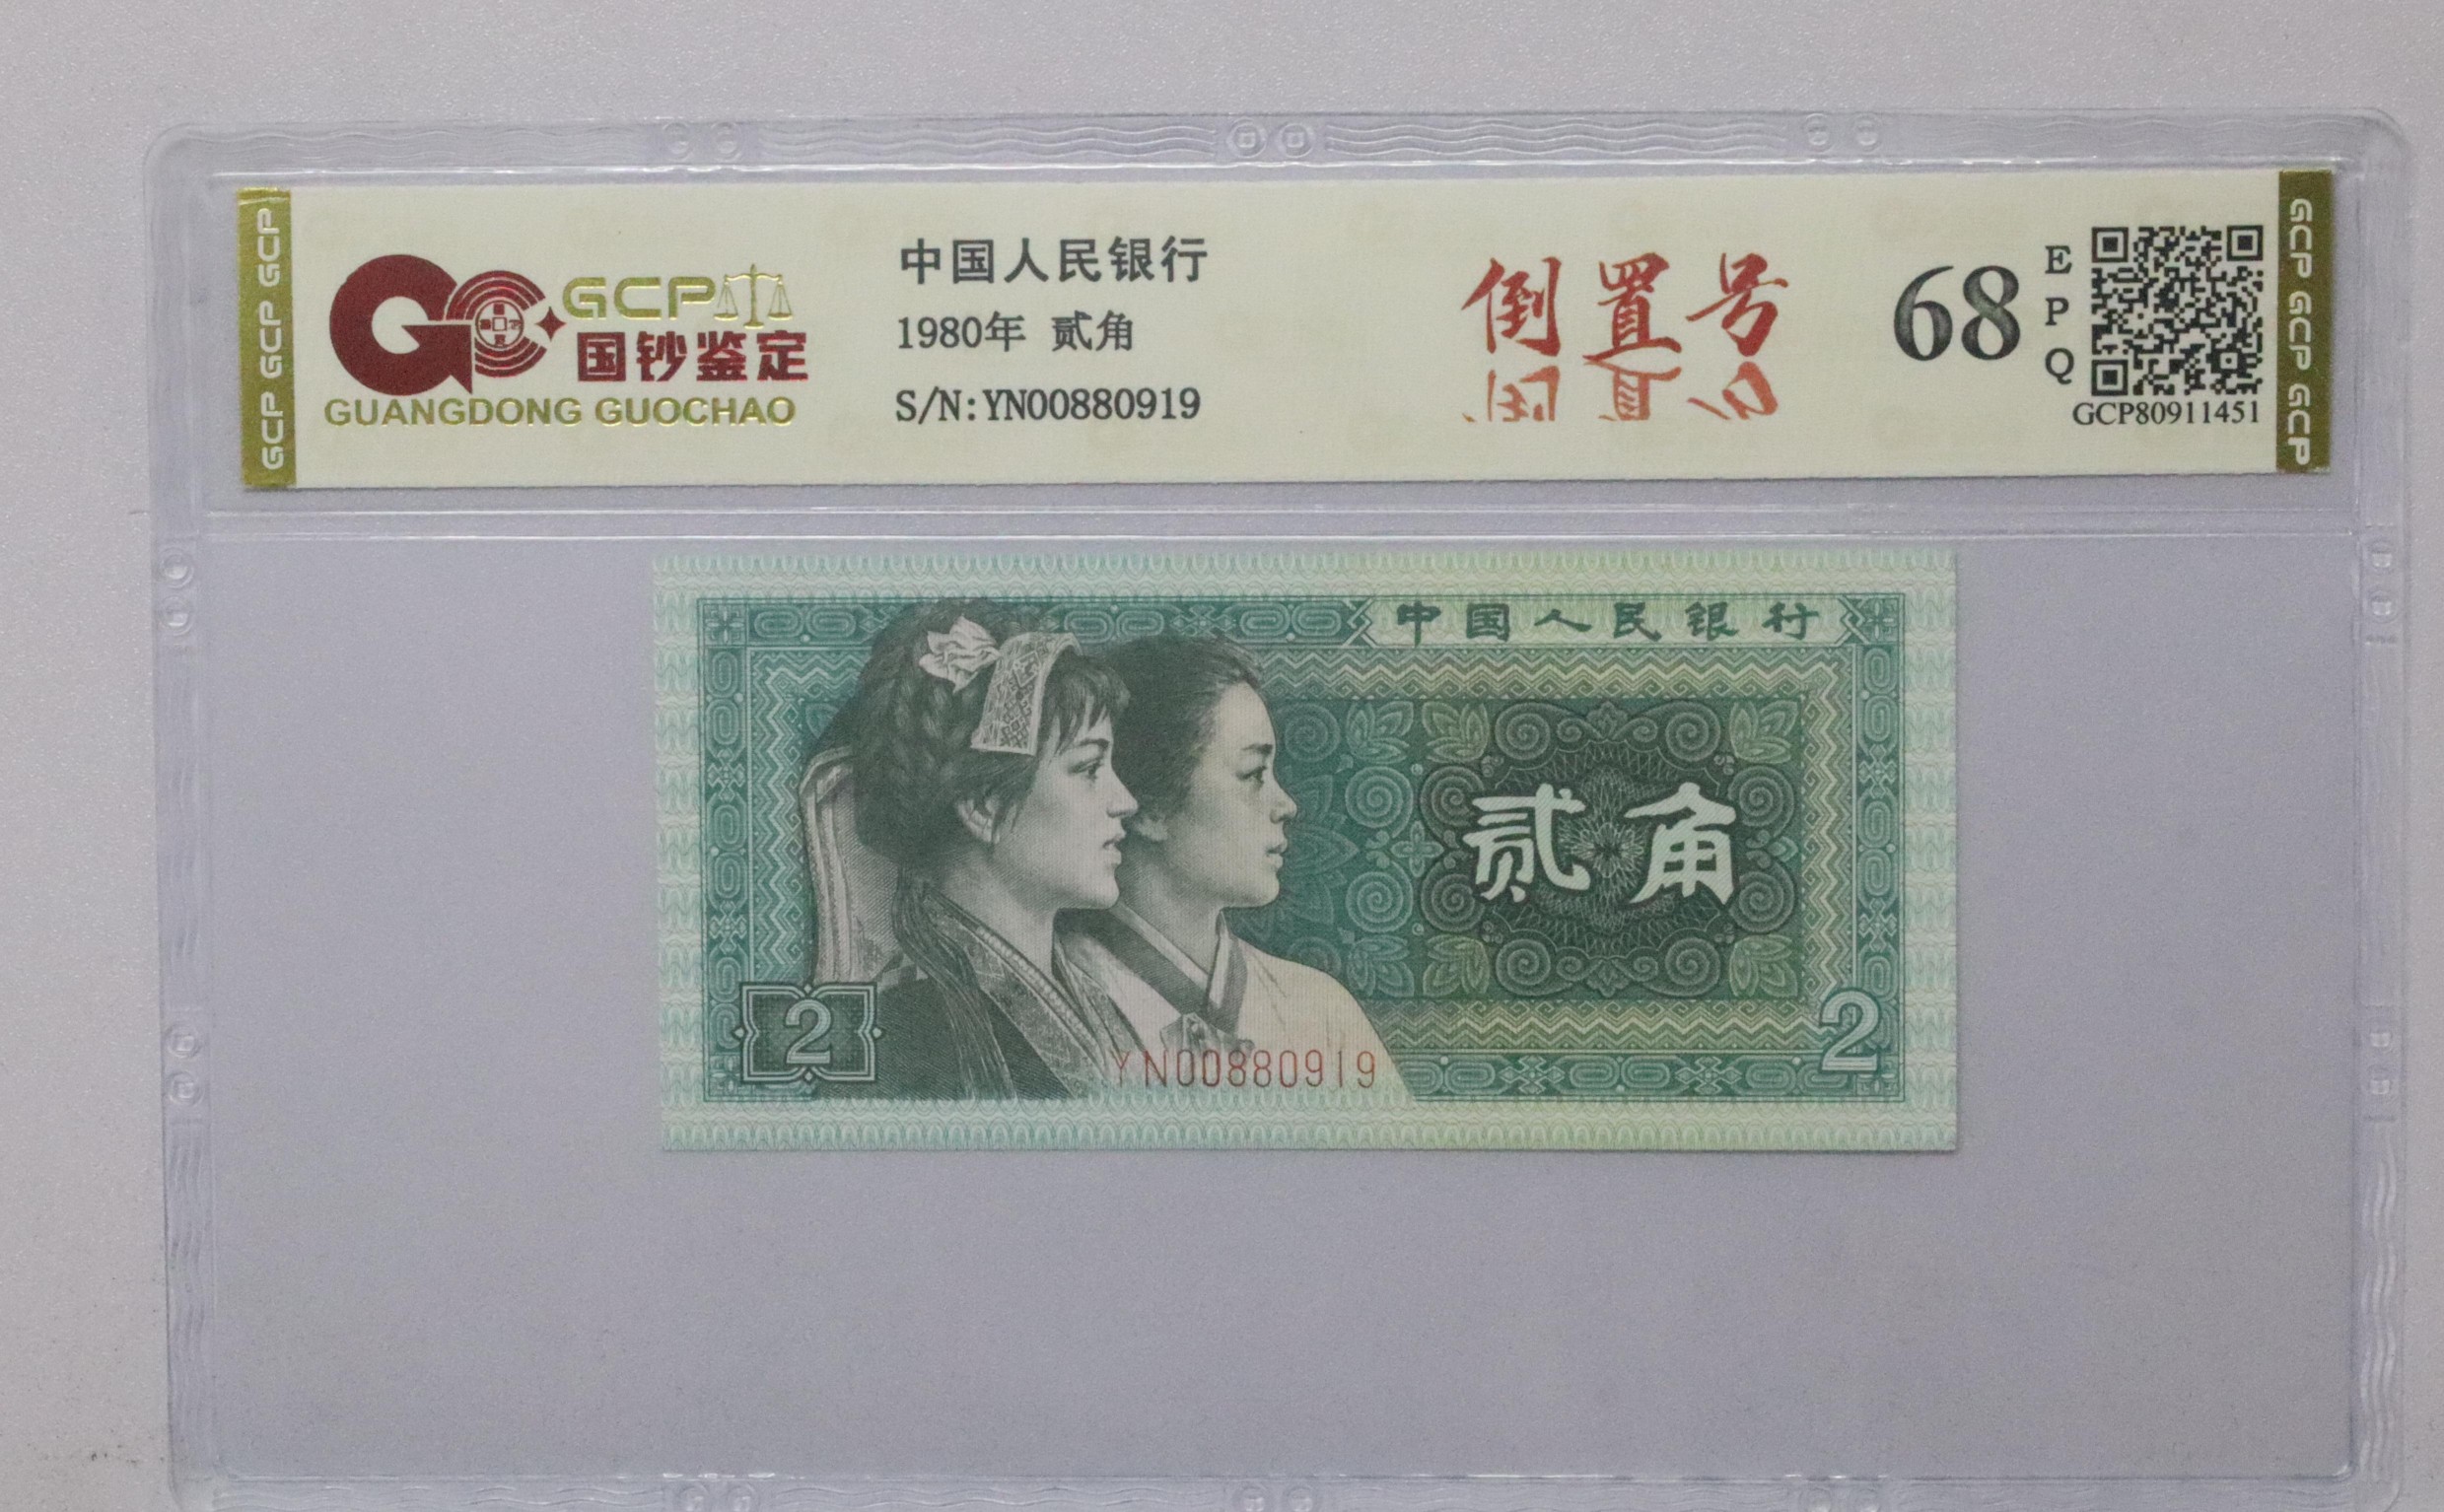 GCP GCP GCP
GCP
国钞鉴定
GUANGDONG GUOCHAO
中国人民银行
1980年 贰角
S/N:YN00880919
倒置号
68
EPQ
GCP80911451
GCP GCP GCP
中国人民银行
贰角
2
YN00880919
2